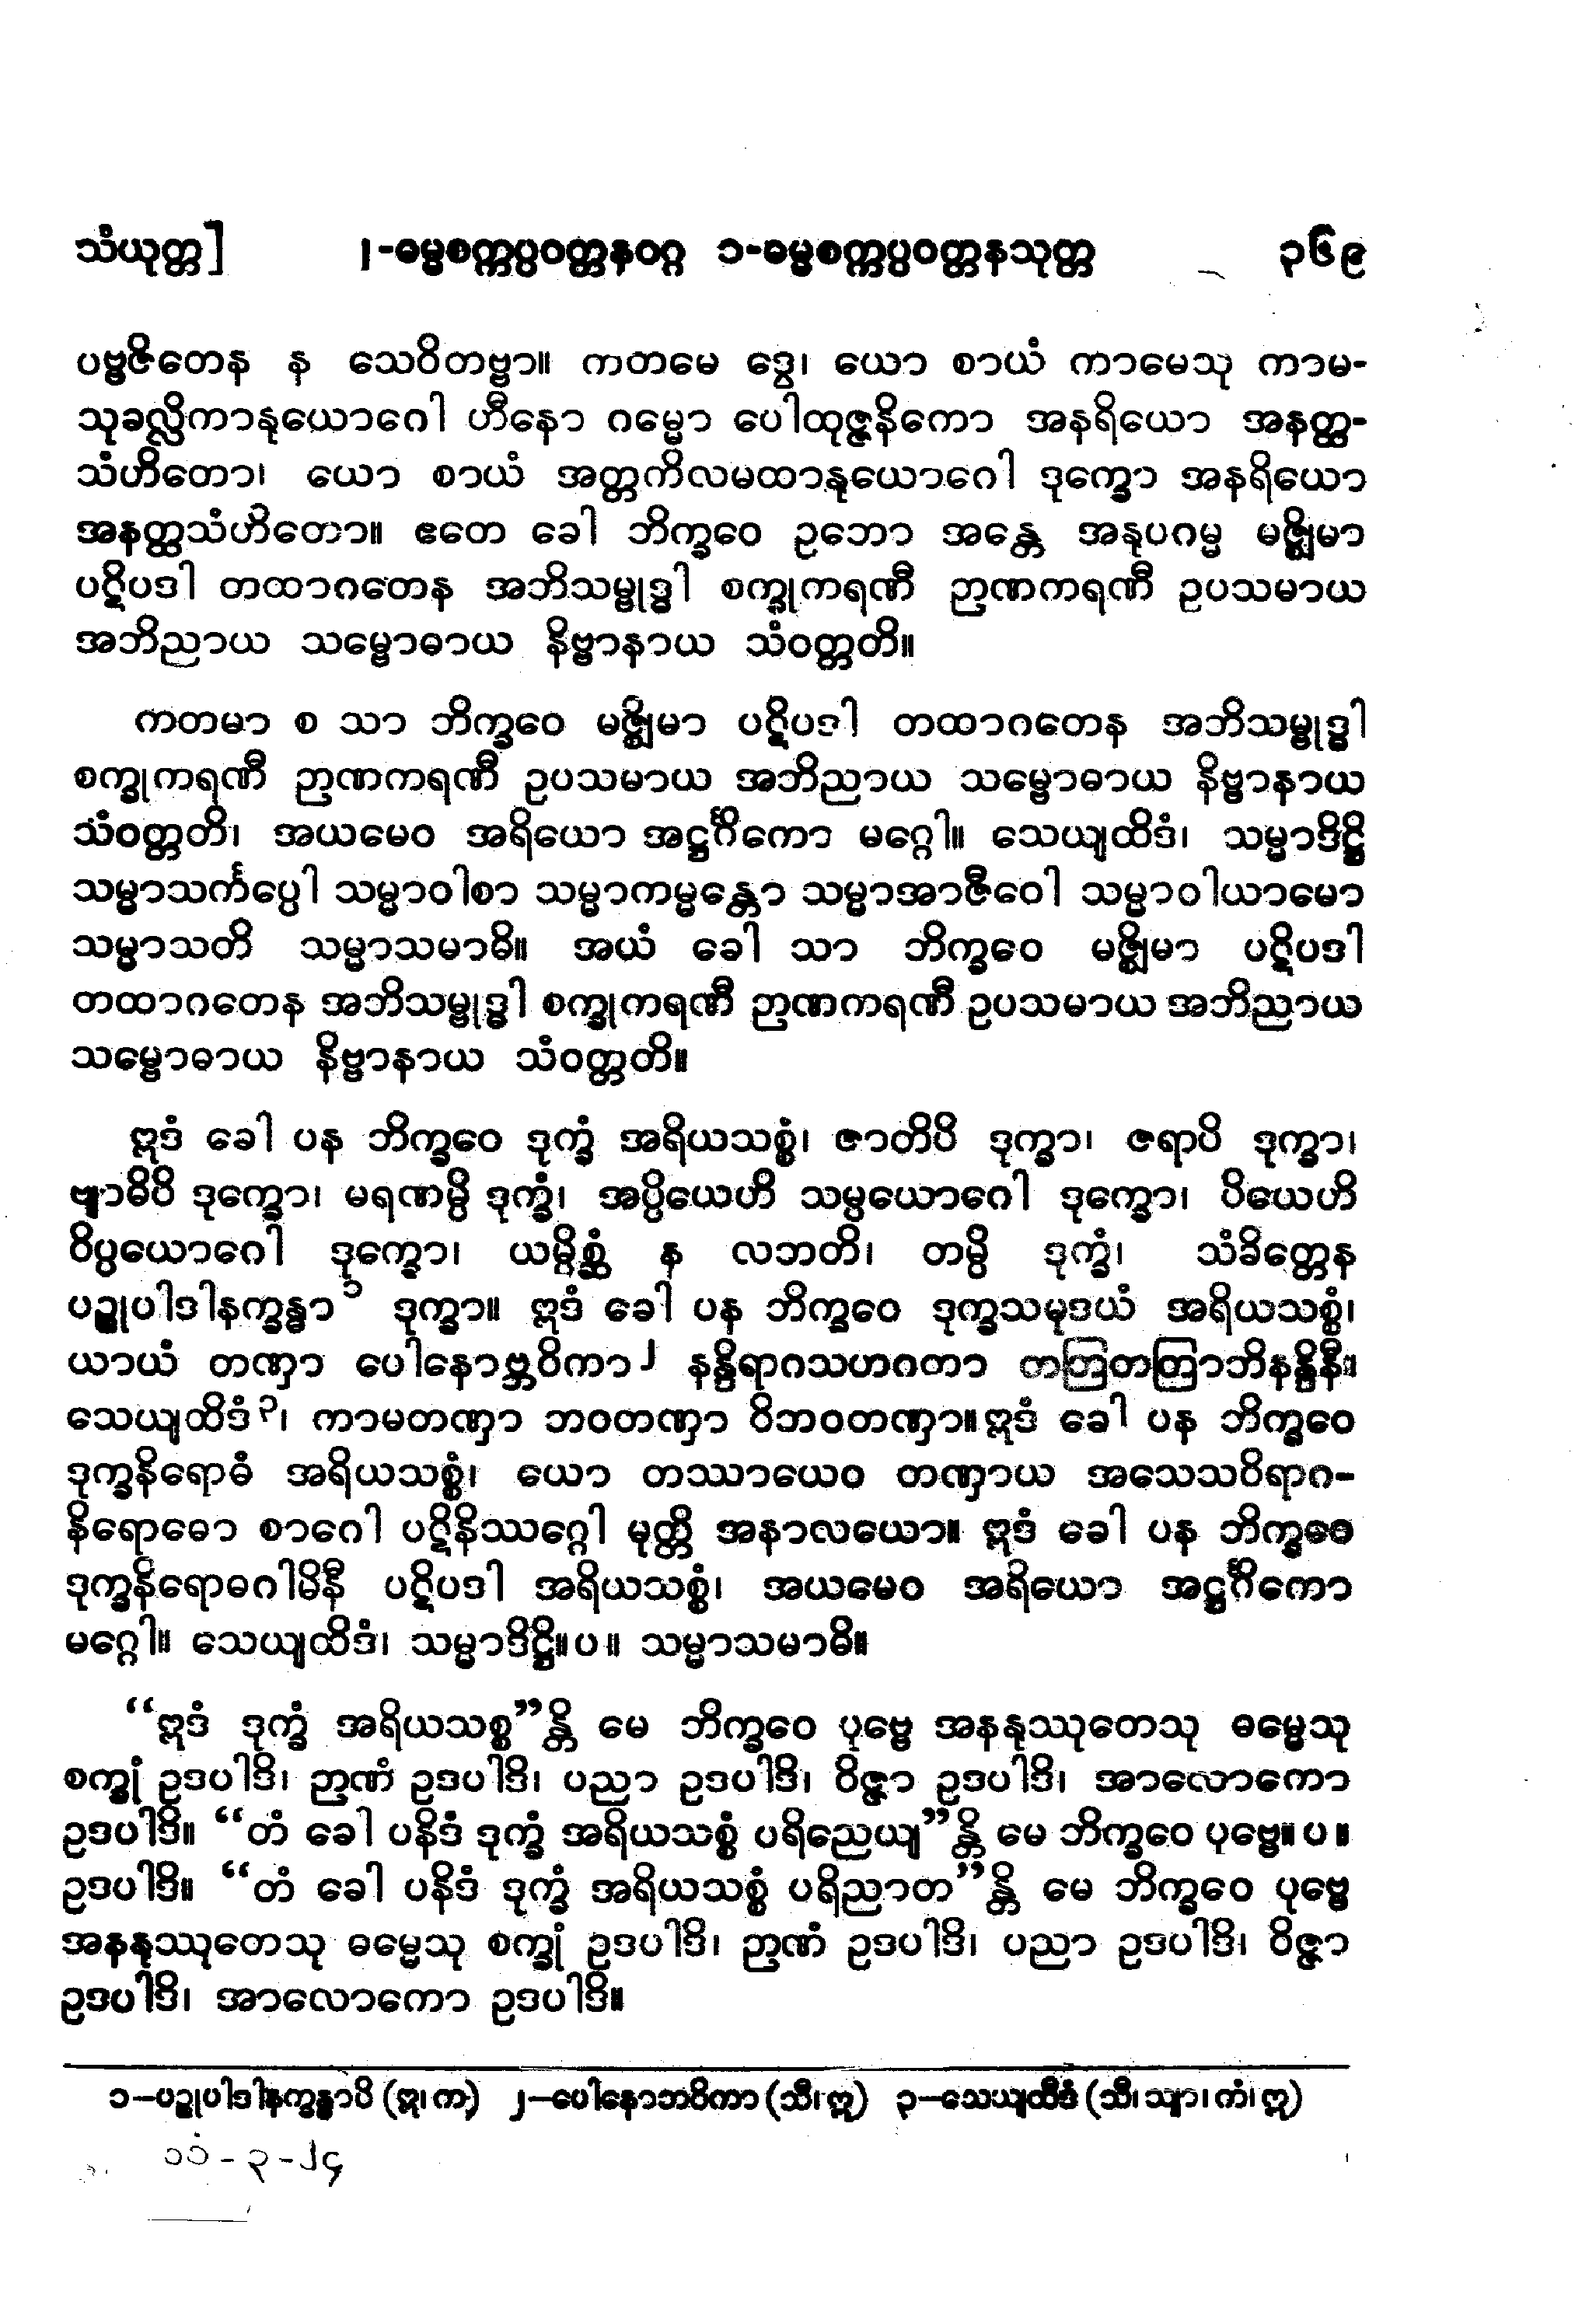 သံယုတ္တ] ၂-ဓမ္မစက္ကပ္ပဝတ္တနဝဂ္ဂ ၁-ဓမ္မစက္ကပ္ပဝတ္တနသုတ္တ ၃၆၉
ပဗ္ဗဇိတေန န သေဝိတဗ္ဗာ။ ကတမေ ဒွေ၊ ယော စာယံ ကာမေသု ကာမ-
သုခလ္လိကာနုယောဂေါ ဟီနော ဂမ္မော ပေါထုဇ္ဇနိကော အနရိယော အနတ္ထ-
သံဟိတော၊ ယော စာယံ အတ္တကိလမထာနုယောဂေါ ဒုက္ခော အနရိယော
အနတ္ထသံဟိတော။ ဧတေ ခေါ ဘိက္ခဝေ ဥဘော အန္တေ အနုပဂမ္မ မဇ္ဈိမာ
ပဋိပဒါ တထာဂတေန အဘိသမ္ဗုဒ္ဓါ စက္ခုကရဏီ ဉာဏကရဏီ ဥပသမာယ
အဘိညာယ သမ္ဗောဓာယ နိဗ္ဗာနာယ သံဝတ္တတိ။
ကတမာ စ သာ ဘိက္ခဝေ မဇ္ဈိမာ ပဋိပဒါ တထာဂတေန အဘိသမ္ဗုဒ္ဓါ
စက္ခုကရဏီ ဉာဏကရဏီ ဥပသမာယ အဘိညာယ သမ္ဗောဓာယ နိဗ္ဗာနာယ
သံဝတ္တတိ၊ အယမေဝ အရိယော အဋ္ဌင်္ဂိကော မဂ္ဂေါ။ သေယျထိဒံ၊ သမ္မာဒိဋ္ဌိ
သမ္မာသင်္ကပ္ပေါ သမ္မာဝါစာ သမ္မာကမ္မန္တော သမ္မာအာဇီဝေါ သမ္မာဝါယာမော
သမ္မာသတိ သမ္မာသမာဓိ။ အယံ ခေါ သာ ဘိက္ခဝေ မဇ္ဈိမာ ပဋိပဒါ
တထာဂတေန အဘိသမ္ဗုဒ္ဓါ စက္ခုကရဏီ ဉာဏကရဏီ ဥပသမာယ အဘိညာယ
သမ္ဗောဓာယ နိဗ္ဗာနာယ သံဝတ္တတိ။
ဣဒံ ခေါ ပန ဘိက္ခဝေ ဒုက္ခံ အရိယသစ္စံ၊ ဇာတိပိ ဒုက္ခာ၊ ဇရာပိ ဒုက္ခာ၊
ဗျာဓိပိ ဒုက္ခော၊ မရဏမ္ပိ ဒုက္ခံ၊ အပ္ပိယေဟိ သမ္ပယောဂေါ ဒုက္ခော၊ ပိယေဟိ
ဝိပ္ပယောဂေါ ဒုက္ခော၊ ယမ္ပိစ္ဆံ န လဘတိ၊ တမ္ပိ ဒုက္ခံ၊ သံခိတ္တေန
ပဉ္စုပါဒါနက္ခန္ဓာ၁ ဒုက္ခာ။ ဣဒံ ခေါ ပန ဘိက္ခဝေ ဒုက္ခသမုဒယံ အရိယသစ္စံ၊
ယာယံ တဏှာ ပေါနောဗ္ဘဝိကာ၂ နန္ဒိရာဂသဟဂတာ တတြတတြာဘိနန္ဒိနီ။
သေယျထိဒံ၃၊ ကာမတဏှာ ဘဝတဏှာ ဝိဘဝတဏှာ။ ဣဒံ ခေါ ပန ဘိက္ခဝေ
ဒုက္ခနိရောဓံ အရိယသစ္စံ၊ ယော တဿာယေဝ တဏှာယ အသေသဝိရာဂ-
နိရောဓော စာဂေါ ပဋိနိဿဂ္ဂေါ မုတ္တိ အနာလယော။ ဣဒံ ခေါ ပန ဘိက္ခဝေ
ဒုက္ခနိရောဓဂါမိနီ ပဋိပဒါ အရိယသစ္စံ၊ အယမေဝ အရိယော အဋ္ဌင်္ဂိကော
မဂ္ဂေါ။ သေယျထိဒံ၊ သမ္မာဒိဋ္ဌိ။ပ။ သမ္မာသမာဓိ။
“ဣဒံ ဒုက္ခံ အရိယသစ္စ”န္တိ မေ ဘိက္ခဝေ ပုဗ္ဗေ အနနုဿုတေသု ဓမ္မေသု
စက္ခုံ ဥဒပါဒိ၊ ဉာဏံ ဥဒပါဒိ၊ ပညာ ဥဒပါဒိ၊ ဝိဇ္ဇာ ဥဒပါဒိ၊ အာလောကော
ဥဒပါဒိ။ “တံ ခေါ ပနိဒံ ဒုက္ခံ အရိယသစ္စံ ပရိညေယျ”န္တိ မေ ဘိက္ခဝေ ပုဗ္ဗေ။ ပ။
ဥဒပါဒိ။ “တံ ခေါ ပနိဒံ ဒုက္ခံ အရိယသစ္စံ ပရိညာတ”န္တိ မေ ဘိက္ခဝေ ပုဗ္ဗေ
အနနုဿုတေသု ဓမ္မေသု စက္ခုံ ဥဒပါဒိ၊ ဉာဏံ ဥဒပါဒိ၊ ပညာ ဥဒပါဒိ၊ ဝိဇ္ဇာ
ဥဒပါဒိ၊ အာလောကော ဥဒပါဒိ။
၁–ပဉ္စုပါဒါနက္ခန္ဓာပိ (ဣ၊ က) ၂–ပေါနောဘဝိကာ (သီ၊ ဣ) ၃–သေယျထီဒံ (သီ၊ သျာ၊ ကံ၊ ဣ)
၁၁-၃-၂၄